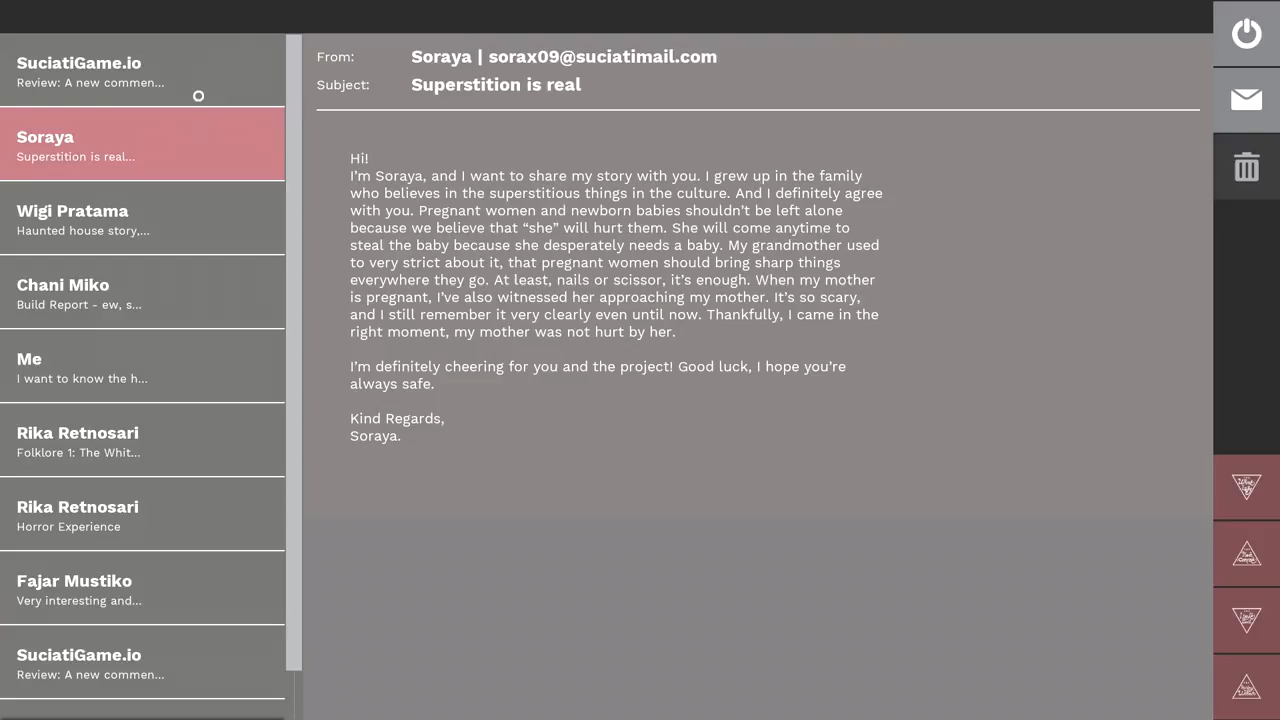 SuciatiGame.io
Review: A new commen...
Soraya
Superstition is real...
Wigi Pratama
Haunted house story,...
Chani Miko
Build Report - ew, s...
Me
I want to know the h...
Rika Retnosari
Folklore 1: The Whit...
Rika Retnosari
Horror Experience
Fajar Mustiko
Very interesting and...
SuciatiGame.io
Review: A new commen...
From: Soraya | sorax09@suciatimail.com
Subject: Superstition is real
Hi!
I’m Soraya, and I want to share my story with you. I grew up in the family
who believes in the superstitious things in the culture. And I definitely agree
with you. Pregnant women and newborn babies shouldn’t be left alone
because we believe that “she” will hurt them. She will come anytime to
steal the baby because she desperately needs a baby. My grandmother used
to very strict about it, that pregnant women should bring sharp things
everywhere they go. At least, nails or scissor, it’s enough. When my mother
is pregnant, I’ve also witnessed her approaching my mother. It’s so scary,
and I still remember it very clearly even until now. Thankfully, I came in the
right moment, my mother was not hurt by her.
I’m definitely cheering for you and the project! Good luck, I hope you’re
always safe.
Kind Regards,
Soraya.